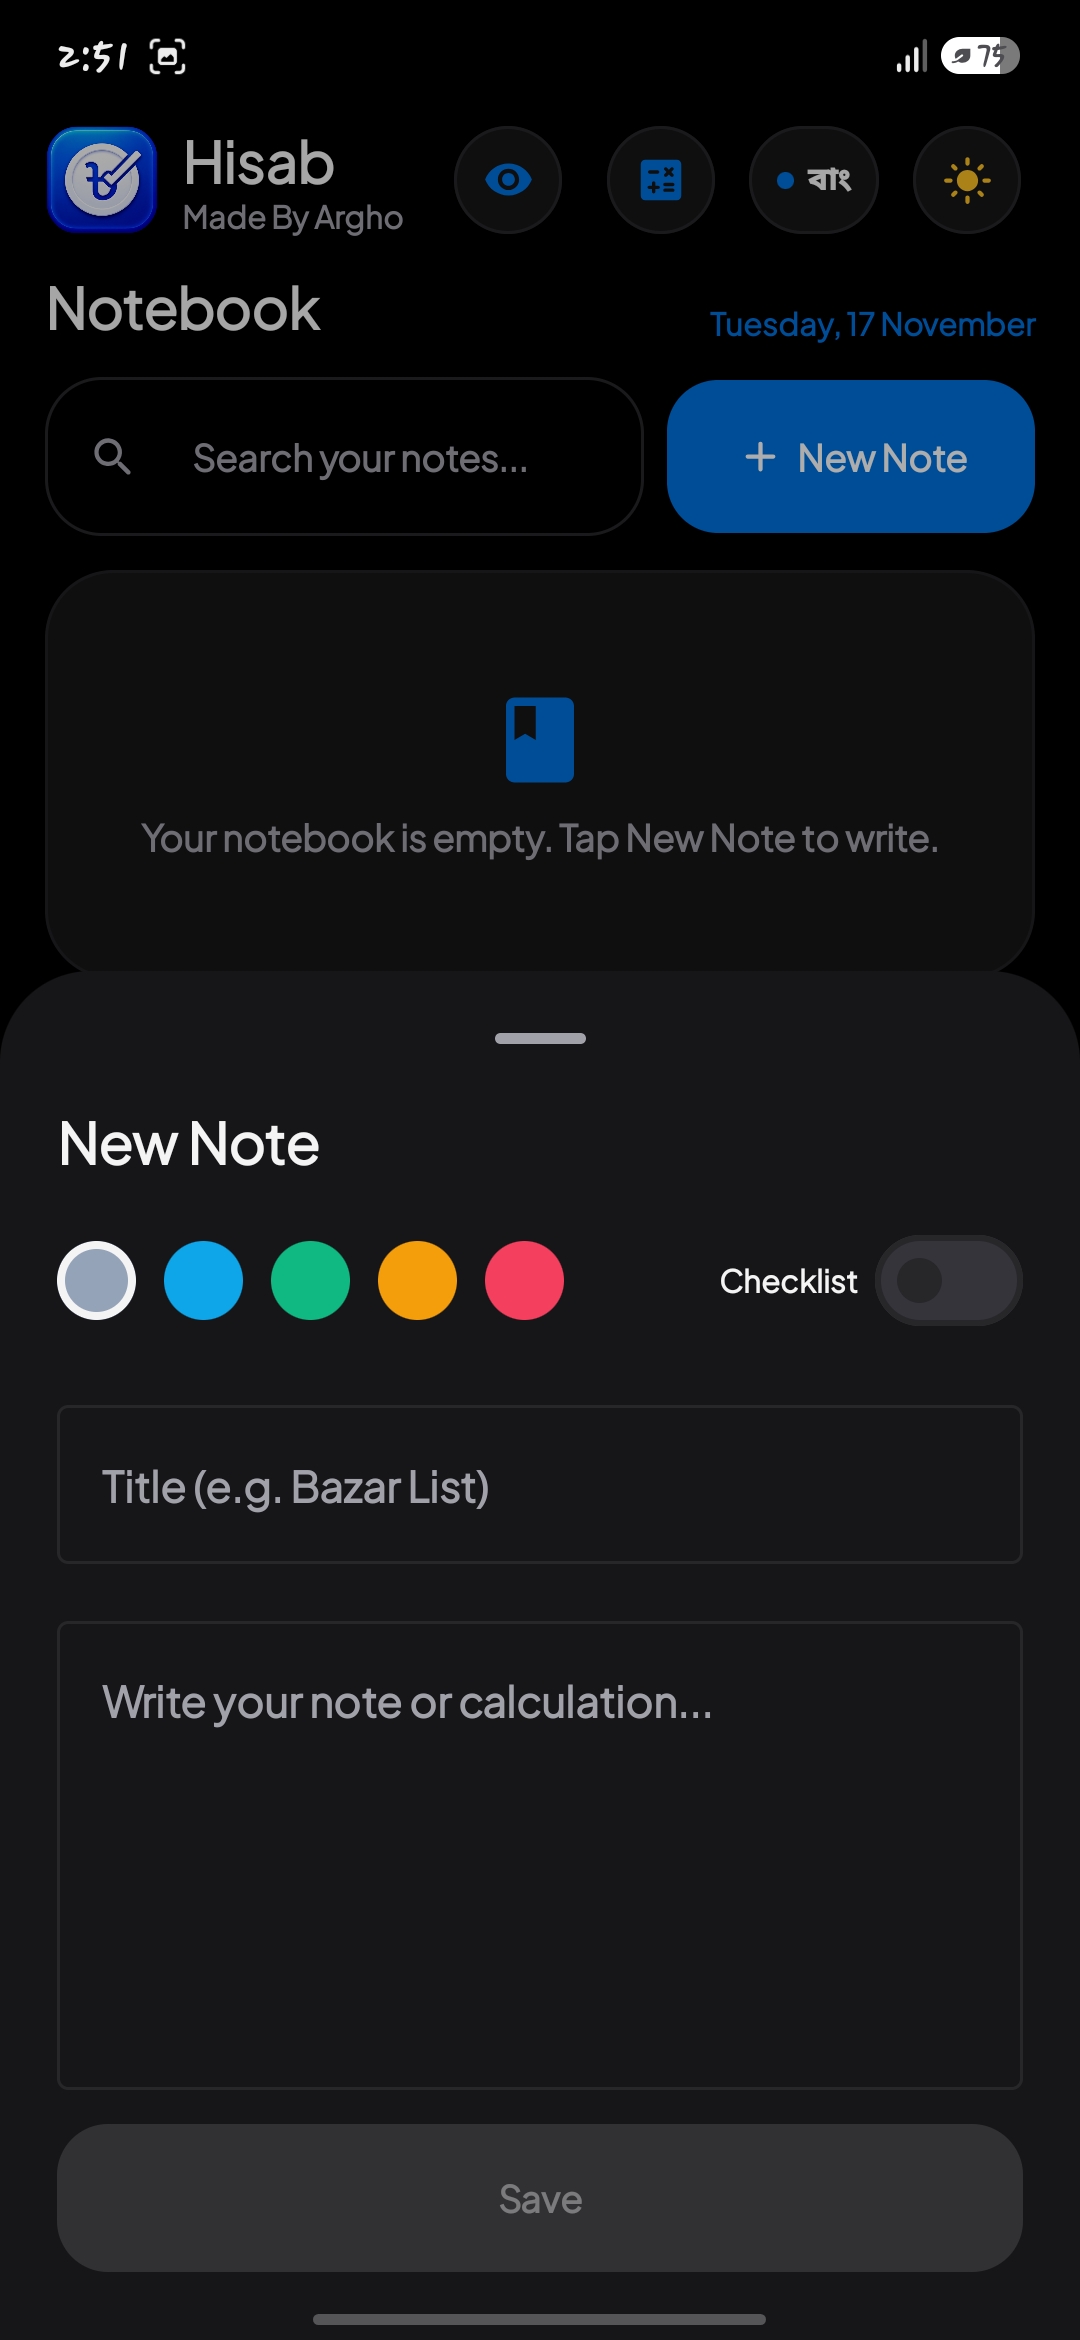 2:51
75
Hisab
Made By Argho
বাং
Notebook
Tuesday, 17 November
Search your notes...
+ New Note
Your notebook is empty. Tap New Note to write.
New Note
Checklist
Title (e.g. Bazar List)
Write your note or calculation...
Save